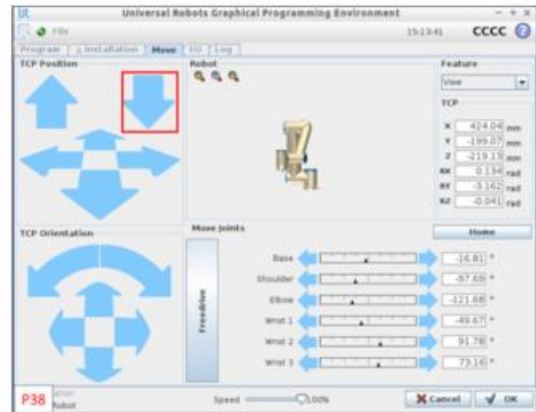 Universal Robots Graphical Programming Environment
File
15:13:41
CCCC
Program
Installation
Move
I/O
Log
TCP Position
Robot
Feature
View
TCP
X 424.04 mm
Y -199.07 mm
Z -219.13 mm
RX 0.134 rad
RY -3.162 rad
RZ -0.041 rad
TCP Orientation
Move Joints
Home
Freedrive
Base -16.81 °
Shoulder -97.69 °
Elbow -121.68 °
Wrist 1 -49.67 °
Wrist 2 91.78 °
Wrist 3 73.16 °
P38
Robot
Speed 100%
Cancel
OK